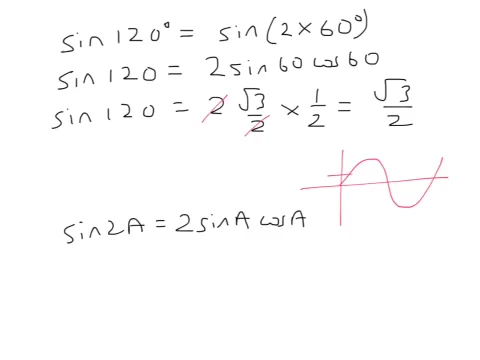 sin 120° = sin(2 × 60°)
sin 120 = 2 sin 60 cos 60
sin 120 = 2 √3/2 × 1/2 = √3/2
sin 2A = 2 sin A cos A